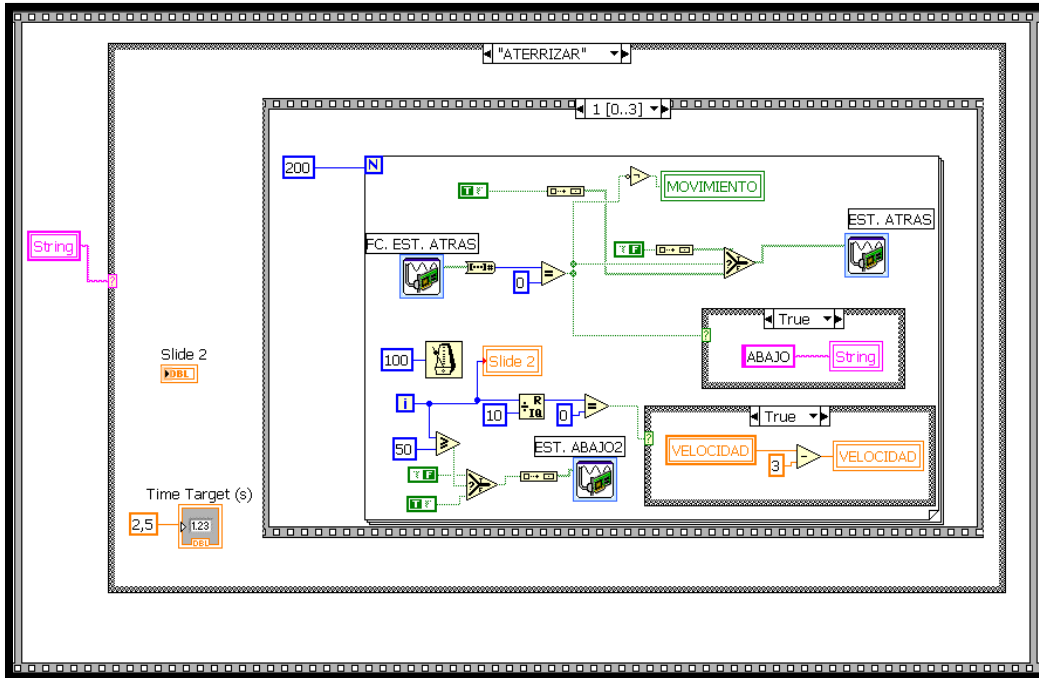 "ATERRIZAR"
1 [0..3]
200
N
MOVIMIENTO
T
EST. ATRAS
FC. EST. ATRAS
F
String
?
0
=
?
T
F
[...]#
True
?
ABAJO
String
Slide 2
DBL
100
Slide 2
i
10
R
IQ
0
=
True
?
50
≥
EST. ABAJO2
VELOCIDAD
3
-
VELOCIDAD
F
?
T
F
T
Time Target (s)
2,5
1.23
DBL